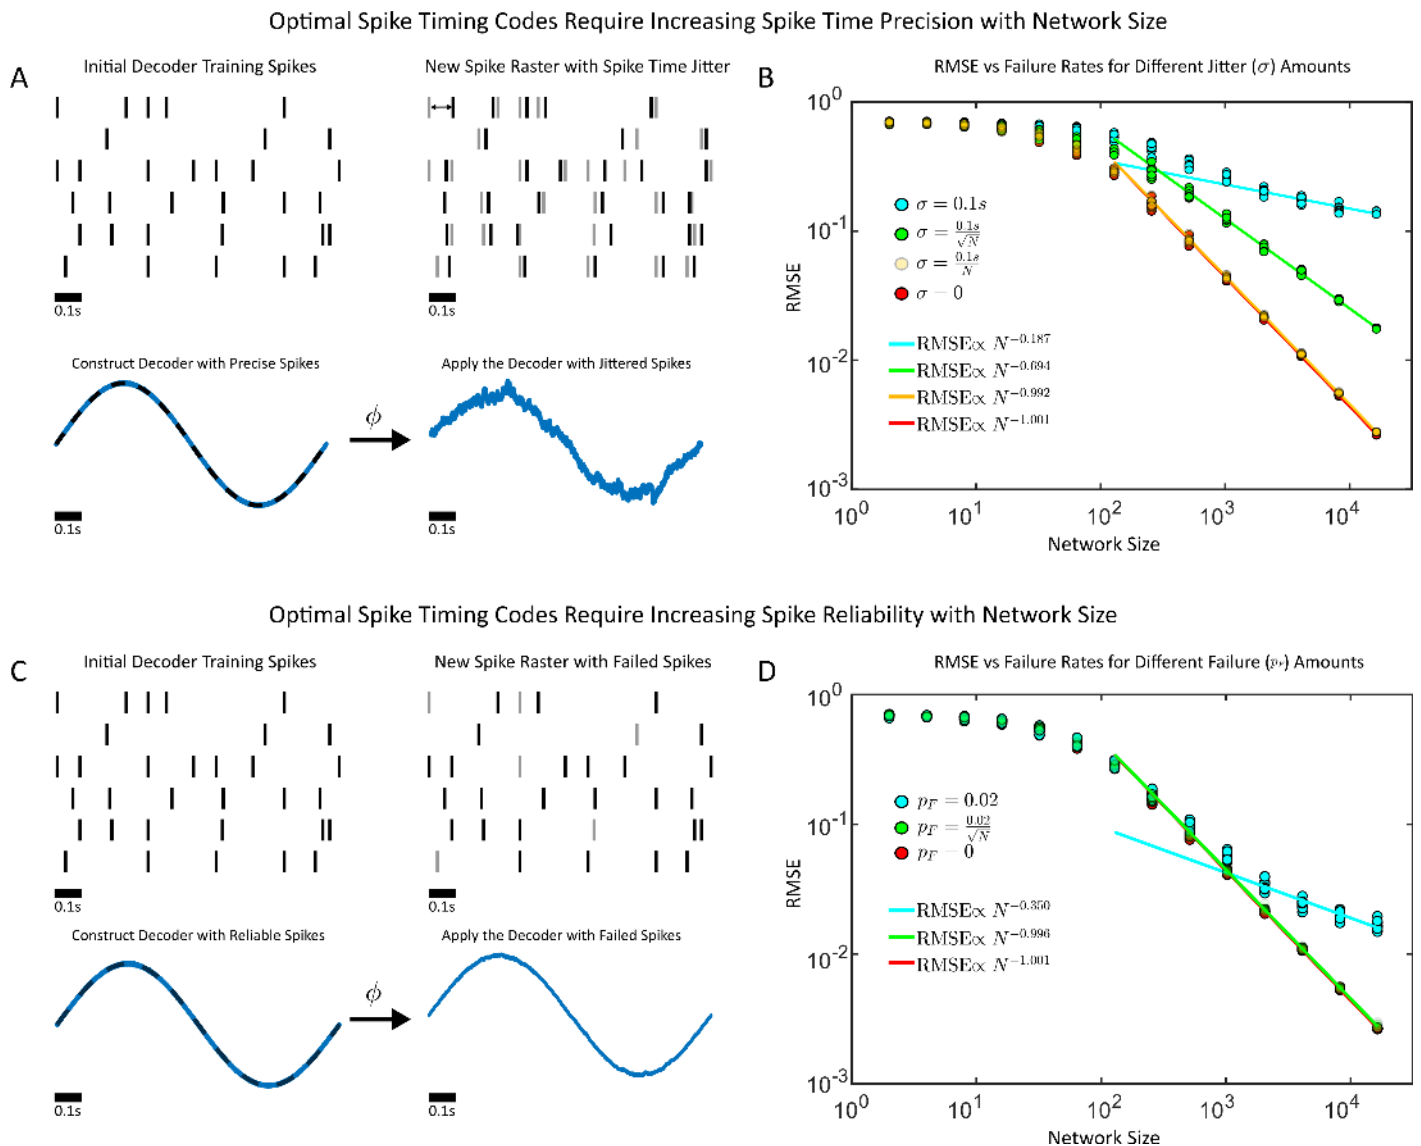 Optimal Spike Timing Codes Require Increasing Spike Time Precision with Network Size
A
Initial Decoder Training Spikes
New Spike Raster with Spike Time Jitter
0.1s
0.1s
Construct Decoder with Precise Spikes
Apply the Decoder with Jittered Spikes
ϕ
0.1s
0.1s
B
RMSE vs Failure Rates for Different Jitter (σ) Amounts
10^0
10^-1
10^-2
10^-3
RMSE
σ = 0.1s
σ = 0.1s/√N
σ = 0.1s/N
σ = 0
RMSE∝ N^-0.187
RMSE∝ N^-0.694
RMSE∝ N^-0.992
RMSE∝ N^-1.001
10^0 10^1 10^2 10^3 10^4
Network Size
Optimal Spike Timing Codes Require Increasing Spike Reliability with Network Size
C
Initial Decoder Training Spikes
New Spike Raster with Failed Spikes
0.1s
0.1s
Construct Decoder with Reliable Spikes
Apply the Decoder with Failed Spikes
ϕ
0.1s
0.1s
D
RMSE vs Failure Rates for Different Failure (p_F) Amounts
10^0
10^-1
10^-2
10^-3
RMSE
p_F = 0.02
p_F = 0.02/√N
p_F = 0
RMSE∝ N^-0.350
RMSE∝ N^-0.996
RMSE∝ N^-1.001
10^0 10^1 10^2 10^3 10^4
Network Size